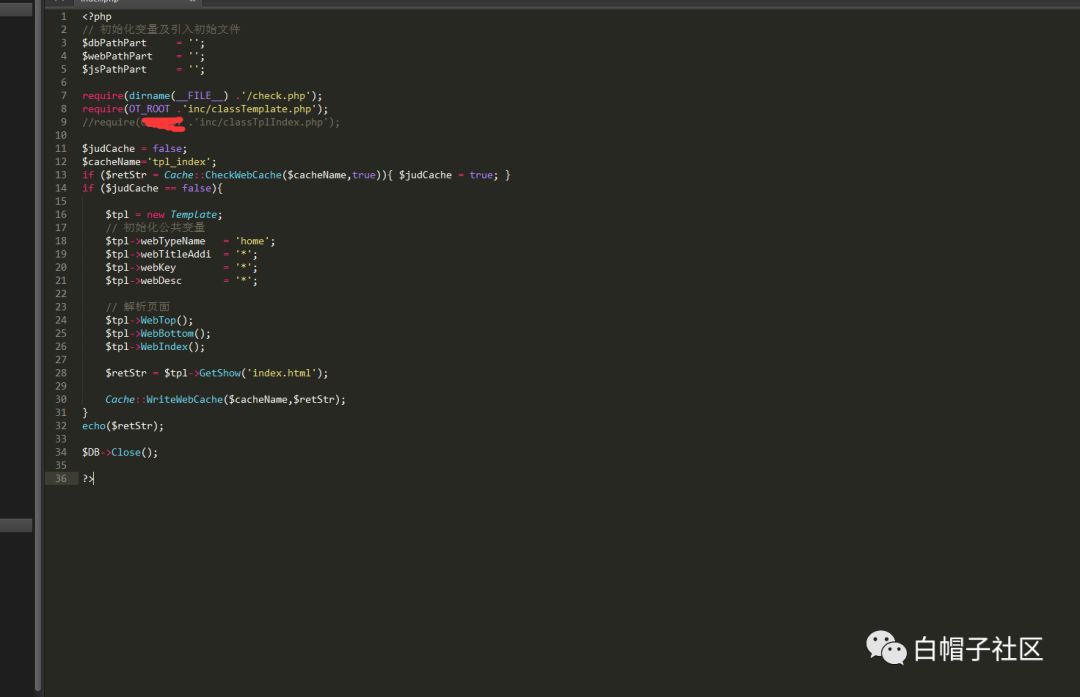 1 <?php
2 // 初始化变量及引入初始文件
3 $dbPathPart = '';
4 $webPathPart = '';
5 $jsPathPart = '';
6
7 require(dirname(__FILE__) .'/check.php');
8 require(OT_ROOT .'inc/classTemplate.php');
9 //require( .'inc/classTplIndex.php');
10
11 $judCache = false;
12 $cacheName='tpl_index';
13 if ($retStr = Cache::CheckWebCache($cacheName,true)){ $judCache = true; }
14 if ($judCache == false){
15
16 $tpl = new Template;
17 // 初始化公共变量
18 $tpl->webTypeName = 'home';
19 $tpl->webTitleAddi = '*';
20 $tpl->webKey = '*';
21 $tpl->webDesc = '*';
22
23 // 解析页面
24 $tpl->WebTop();
25 $tpl->WebBottom();
26 $tpl->WebIndex();
27
28 $retStr = $tpl->GetShow('index.html');
29
30 Cache::WriteWebCache($cacheName,$retStr);
31 }
32 echo($retStr);
33
34 $DB->Close();
35
36 ?>
白帽子社区